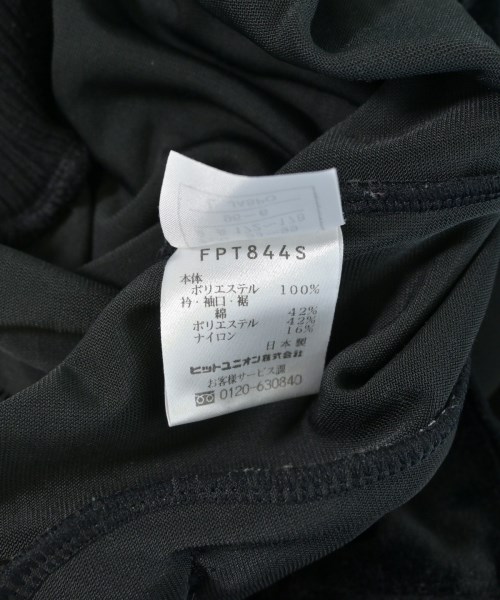 FPT844S
本体
ポリエステル 100%
衿・袖口・裾
綿 42%
ポリエステル 42%
ナイロン 16%
日本製
ヒットユニオン株式会社
お客様サービス課
0120-630840